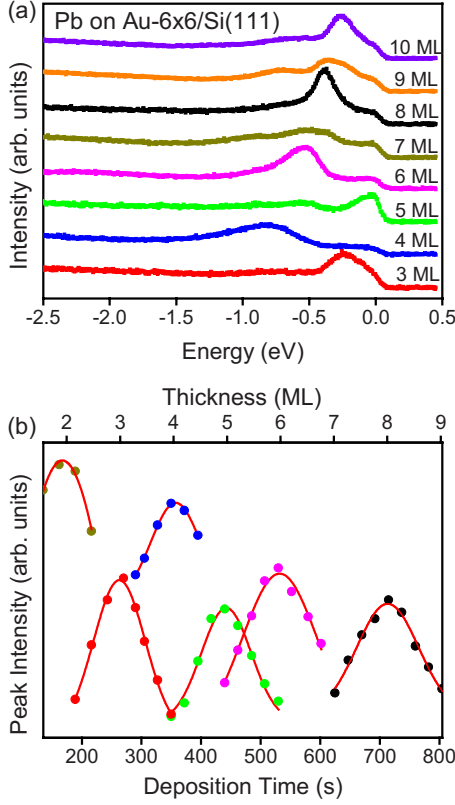 (a)
Pb on Au-6x6/Si(111)
10 ML
9 ML
8 ML
7 ML
6 ML
5 ML
4 ML
3 ML
Intensity (arb. units)
-2.5 -2.0 -1.5 -1.0 -0.5 0.0 0.5
Energy (eV)
Thickness (ML)
(b)
2 3 4 5 6 7 8 9
Peak Intensity (arb. units)
200 300 400 500 600 700 800
Deposition Time (s)